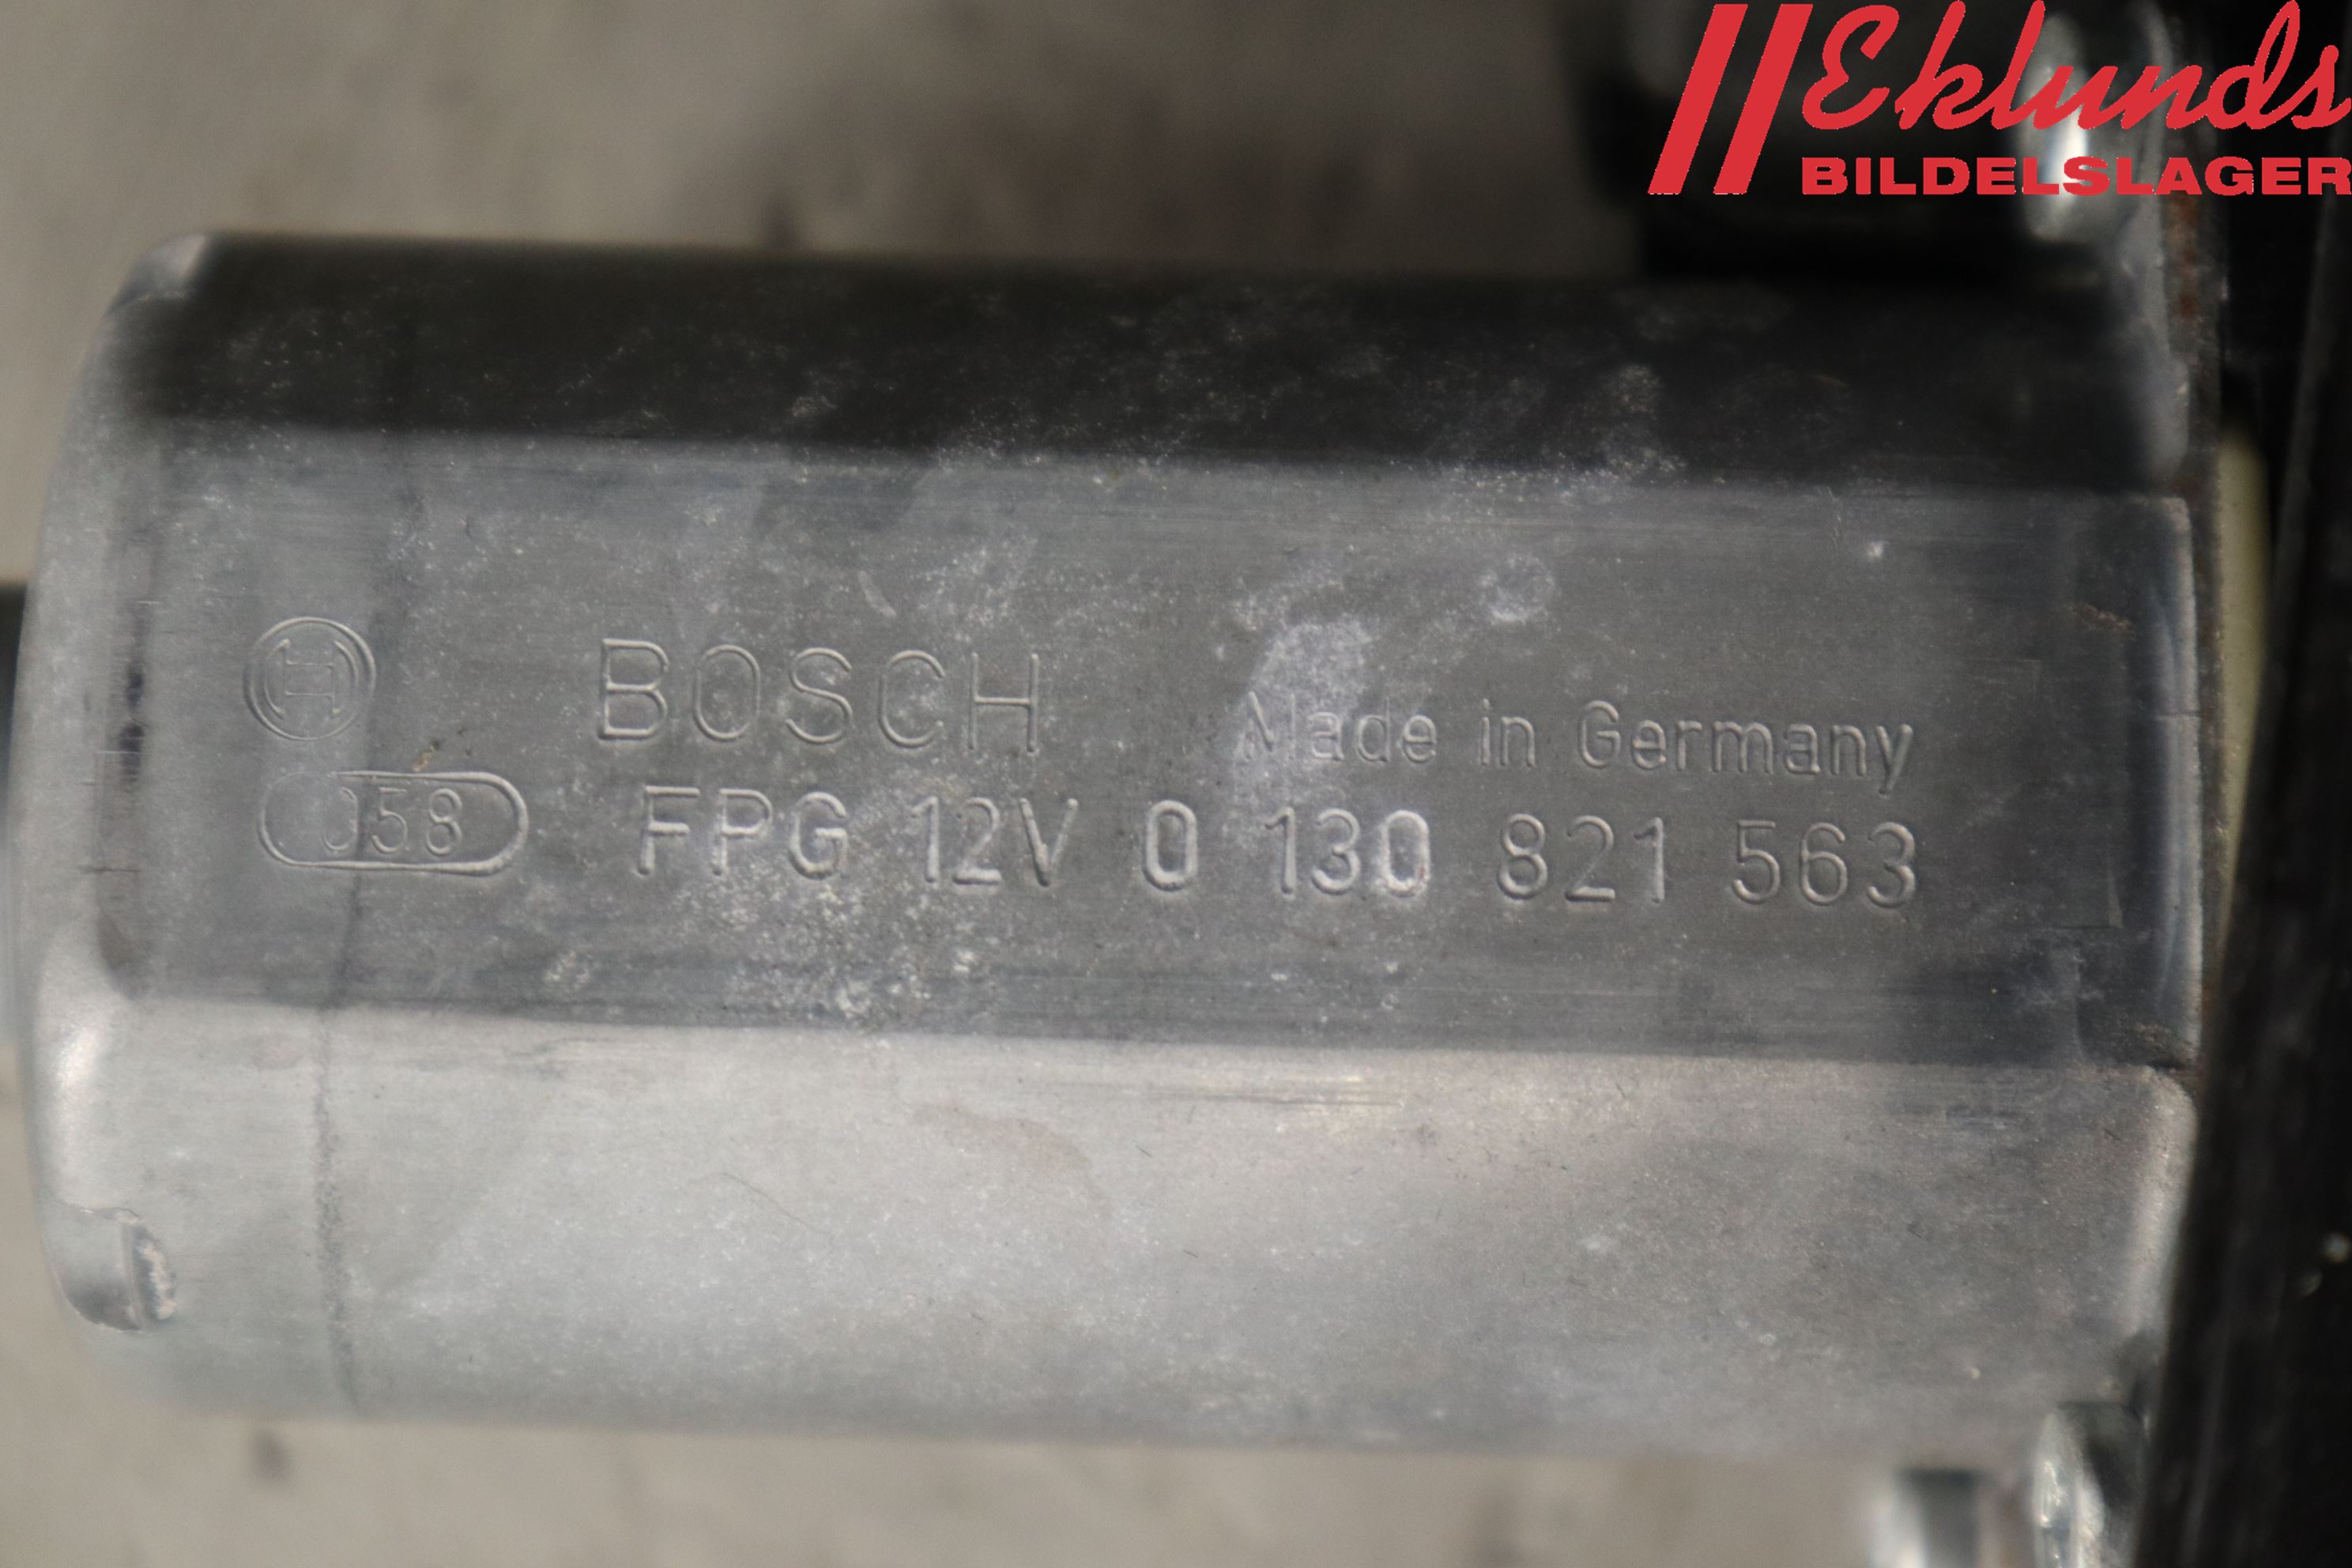 Eklunds
BILDELSLAGER
BOSCH Made in Germany
058 FPG 12V 0 130 821 563